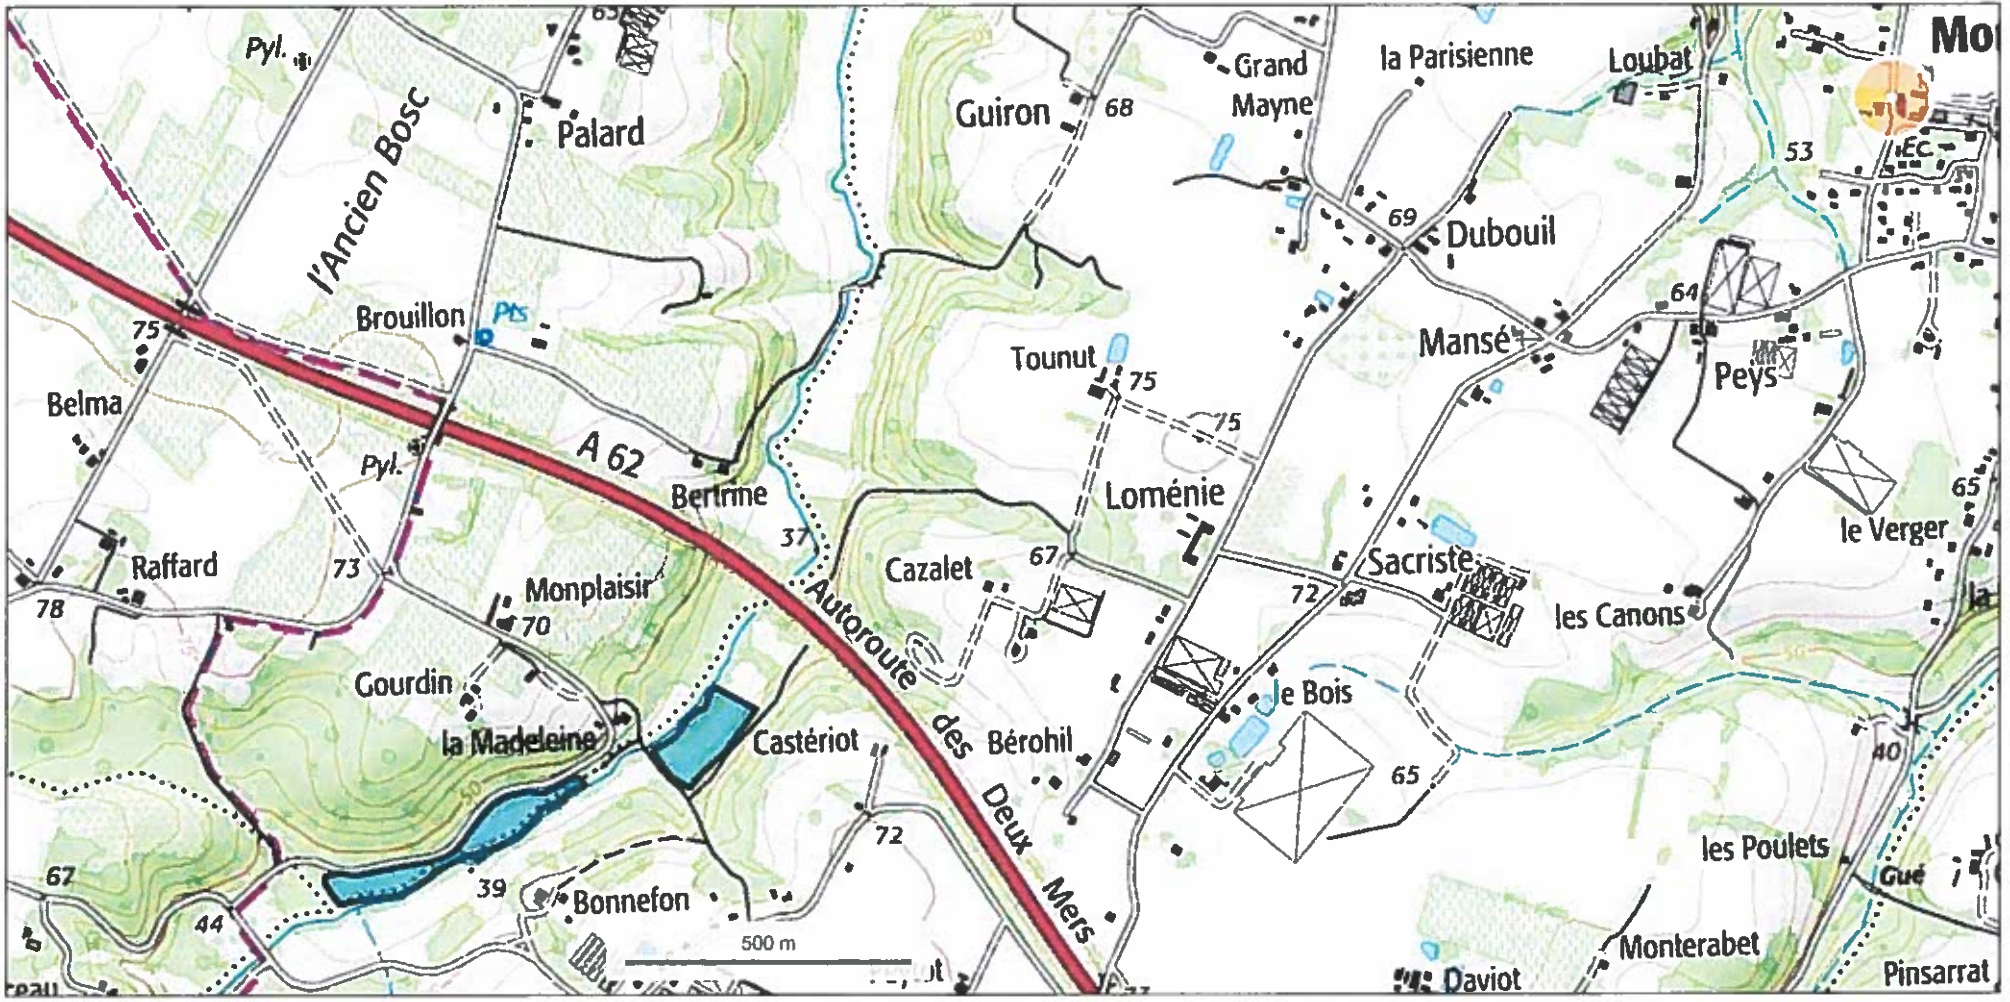 Pyl.
Palard
l'Ancien Bosc
Guiron
68
Grand
Mayne
la Parisienne
Loubat
53
Ec.
69
Dubouil
75
Brouillon
Pts
Belma
Pyl.
A 62
Bertrme
37
Tounut
75
75
Mansé
64
Peys
Loménie
le Verger
65
Raffard
78
73
Monplaisir
70
Cazalet
67
Sacriste
72
les Canons
la
Gourdin
la Madeleine
50
Castériot
Autoroute
des
Deux
Mers
Bérohil
le Bois
65
40
72
67
44
39
Bonnefon
500 m
les Poulets
Gué
Monterabet
Daviot
Pinsarrat